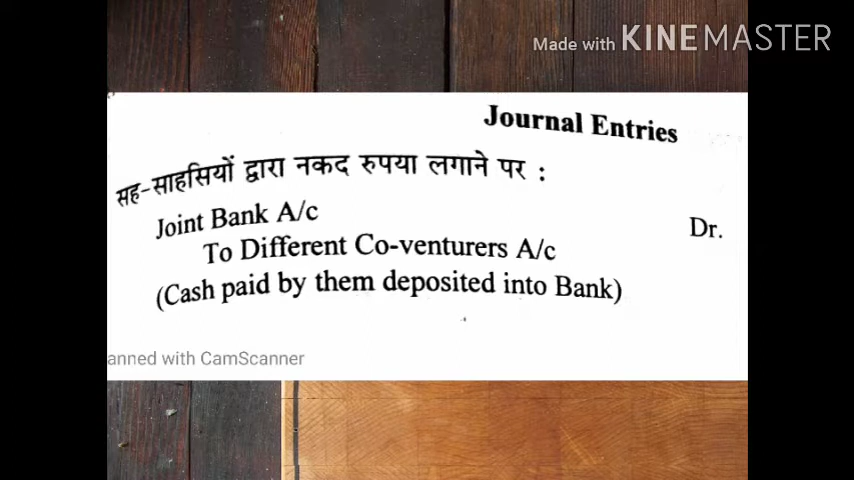 Made with KINEMASTER
Journal Entries
सह-साहसियों द्वारा नकद रुपया लगाने पर :
Joint Bank A/c Dr.
To Different Co-venturers A/c
(Cash paid by them deposited into Bank)
anned with CamScanner